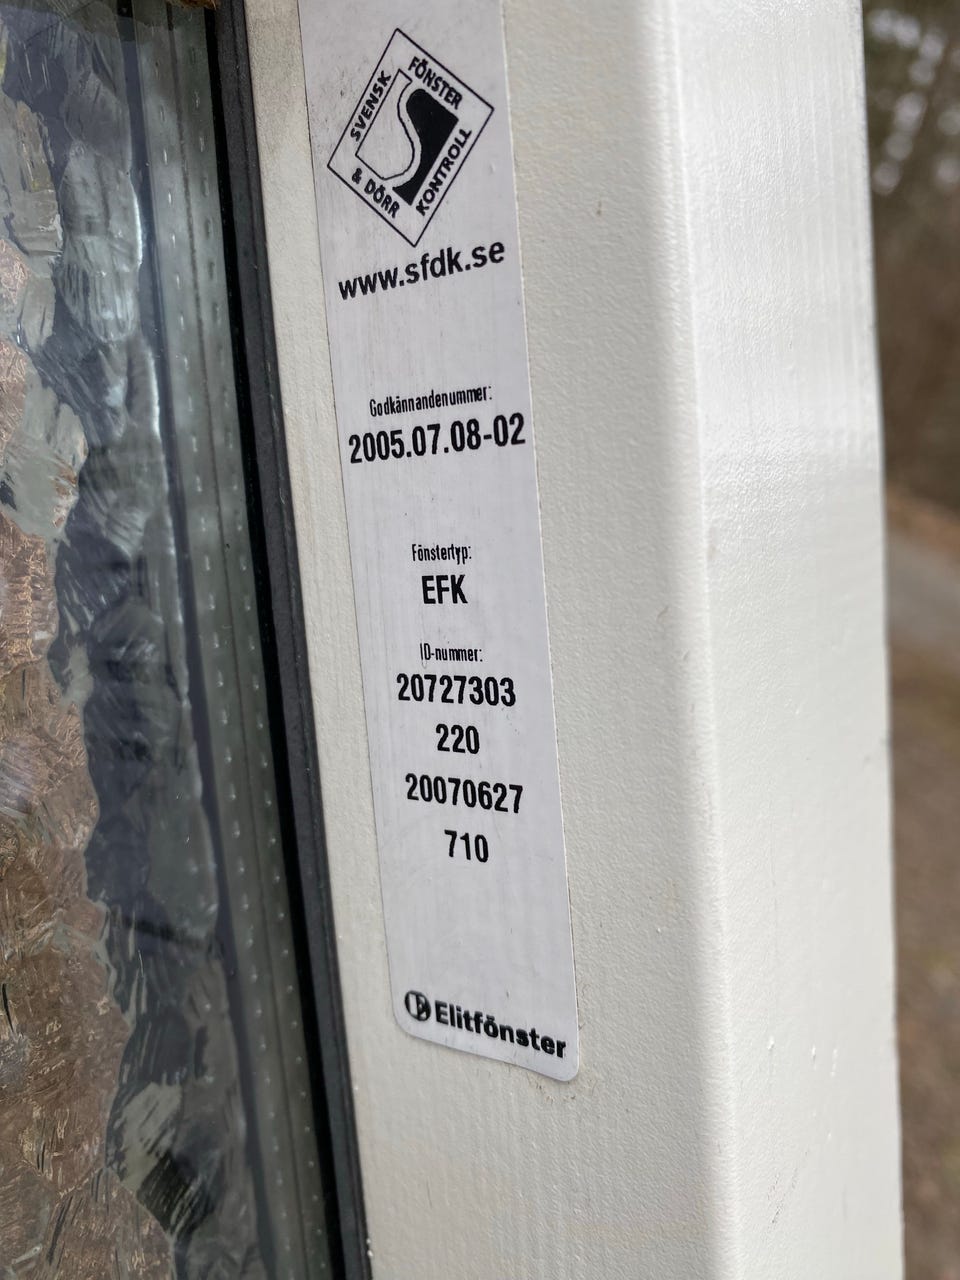 SVENSK
FÖNSTER
& DÖRR
KONTROLL
www.sfdk.se
Godkännandenummer:
2005.07.08-02
Fönstertyp:
EFK
ID-nummer:
20727303
220
20070627
710
Elitfönster